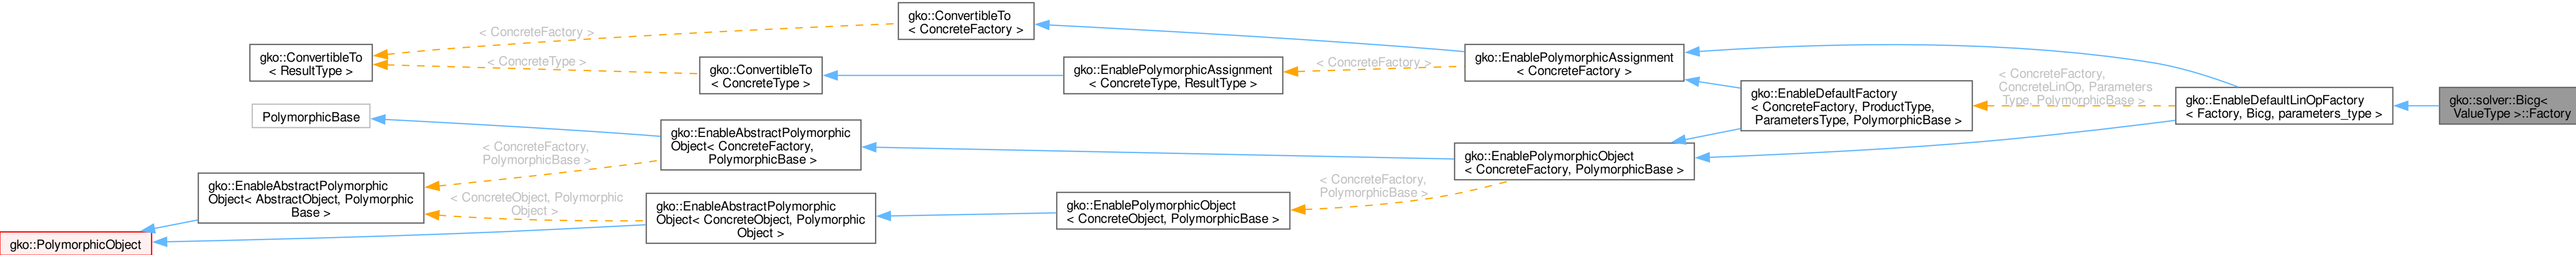 gko::ConvertibleTo
< ConcreteFactory >
< ConcreteFactory >
gko::ConvertibleTo
< ResultType >
< ConcreteType >
gko::ConvertibleTo
< ConcreteType >
gko::EnablePolymorphicAssignment
< ConcreteType, ResultType >
< ConcreteFactory >
gko::EnablePolymorphicAssignment
< ConcreteFactory >
PolymorphicBase
gko::EnableAbstractPolymorphic
Object< ConcreteFactory,
PolymorphicBase >
gko::EnableDefaultFactory
< ConcreteFactory, ProductType,
ParametersType, PolymorphicBase >
< ConcreteFactory,
ConcreteLinOp, Parameters
Type, PolymorphicBase >
gko::EnableDefaultLinOpFactory
< Factory, Bicg, parameters_type >
gko::solver::Bicg<
ValueType >::Factory
< ConcreteFactory,
PolymorphicBase >
gko::EnablePolymorphicObject
< ConcreteFactory, PolymorphicBase >
gko::EnableAbstractPolymorphic
Object< AbstractObject, Polymorphic
Base >
< ConcreteObject, Polymorphic
Object >
gko::EnableAbstractPolymorphic
Object< ConcreteObject, Polymorphic
Object >
gko::EnablePolymorphicObject
< ConcreteObject, PolymorphicBase >
< ConcreteFactory,
PolymorphicBase >
gko::PolymorphicObject